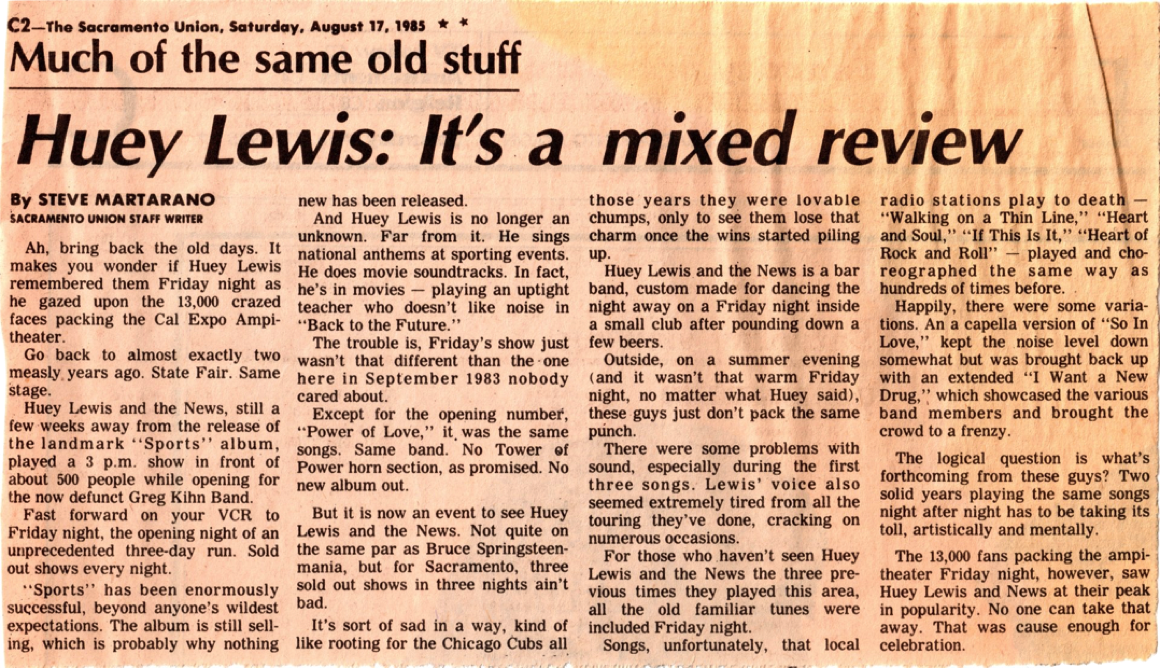 C2—The Sacramento Union, Saturday, August 17, 1985 ★ ★
Much of the same old stuff
Huey Lewis: It's a mixed review
By STEVE MARTARANO
SACRAMENTO UNION STAFF WRITER
Ah, bring back the old days. It
makes you wonder if Huey Lewis
remembered them Friday night as
he gazed upon the 13,000 crazed
faces packing the Cal Expo Ampi-
theater.
Go back to almost exactly two
measly years ago. State Fair. Same
stage.
Huey Lewis and the News, still a
few weeks away from the release of
the landmark "Sports" album,
played a 3 p.m. show in front of
about 500 people while opening for
the now defunct Greg Kihn Band.
Fast forward on your VCR to
Friday night, the opening night of an
unprecedented three-day run. Sold
out shows every night.
"Sports" has been enormously
successful, beyond anyone's wildest
expectations. The album is still sell-
ing, which is probably why nothing
new has been released.
And Huey Lewis is no longer an
unknown. Far from it. He sings
national anthems at sporting events.
He does movie soundtracks. In fact,
he's in movies — playing an uptight
teacher who doesn't like noise in
"Back to the Future."
The trouble is, Friday's show just
wasn't that different than the one
here in September 1983 nobody
cared about.
Except for the opening number,
"Power of Love," it was the same
songs. Same band. No Tower of
Power horn section, as promised. No
new album out.
But it is now an event to see Huey
Lewis and the News. Not quite on
the same par as Bruce Springsteen-
mania, but for Sacramento, three
sold out shows in three nights ain't
bad.
It's sort of sad in a way, kind of
like rooting for the Chicago Cubs all
those years they were lovable
chumps, only to see them lose that
charm once the wins started piling
up.
Huey Lewis and the News is a bar
band, custom made for dancing the
night away on a Friday night inside
a small club after pounding down a
few beers.
Outside, on a summer evening
(and it wasn't that warm Friday
night, no matter what Huey said),
these guys just don't pack the same
punch.
There were some problems with
sound, especially during the first
three songs. Lewis' voice also
seemed extremely tired from all the
touring they've done, cracking on
numerous occasions.
For those who haven't seen Huey
Lewis and the News the three pre-
vious times they played this area,
all the old familiar tunes were
included Friday night.
Songs, unfortunately, that local
radio stations play to death —
"Walking on a Thin Line," "Heart
and Soul," "If This Is It," "Heart of
Rock and Roll" — played and cho-
reographed the same way as
hundreds of times before.
Happily, there were some varia-
tions. An a capella version of "So In
Love," kept the noise level down
somewhat but was brought back up
with an extended "I Want a New
Drug," which showcased the various
band members and brought the
crowd to a frenzy.
The logical question is what's
forthcoming from these guys? Two
solid years playing the same songs
night after night has to be taking its
toll, artistically and mentally.
The 13,000 fans packing the ampi-
theater Friday night, however, saw
Huey Lewis and News at their peak
in popularity. No one can take that
away. That was cause enough for
celebration.